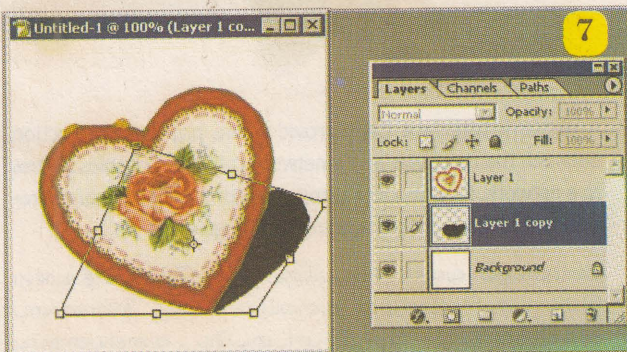 Untitled-1 @ 100% (Layer 1 co...
7
Layers Channels Paths
Normal Opacity: 100%
Lock: Fill: 100%
Layer 1
Layer 1 copy
Background